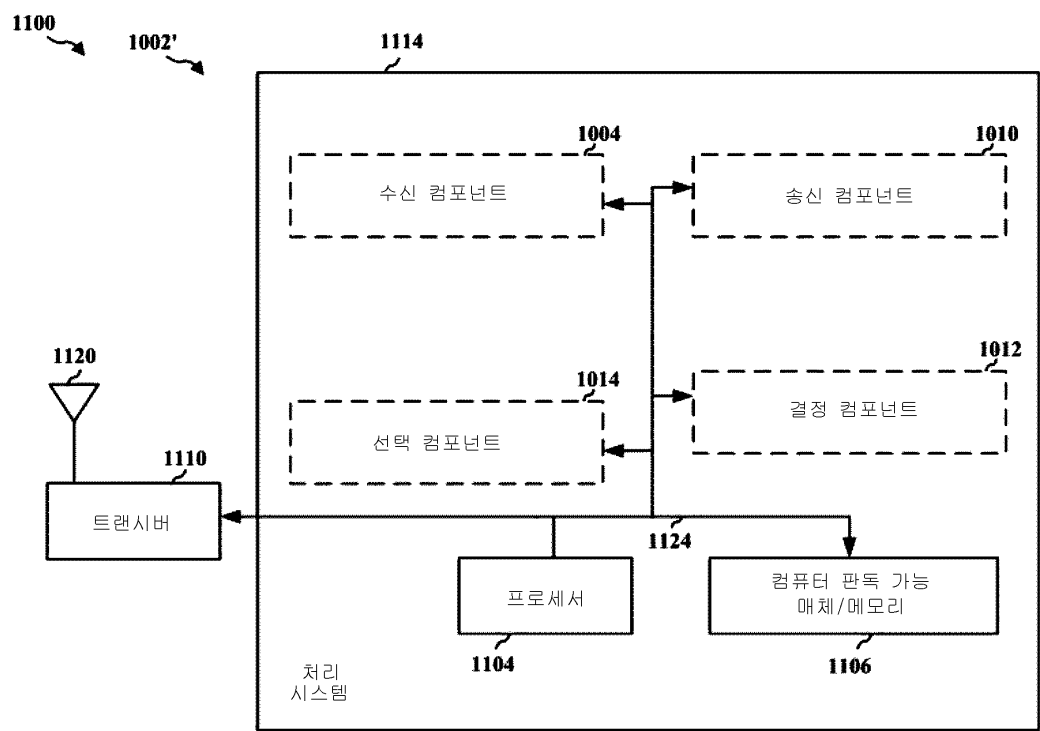 1100
1002'
1114
1004
수신 컴포넌트
1010
송신 컴포넌트
1120
1014
선택 컴포넌트
1012
결정 컴포넌트
1110
트랜시버
1124
프로세서
1104
컴퓨터 판독 가능
매체/메모리
1106
처리
시스템